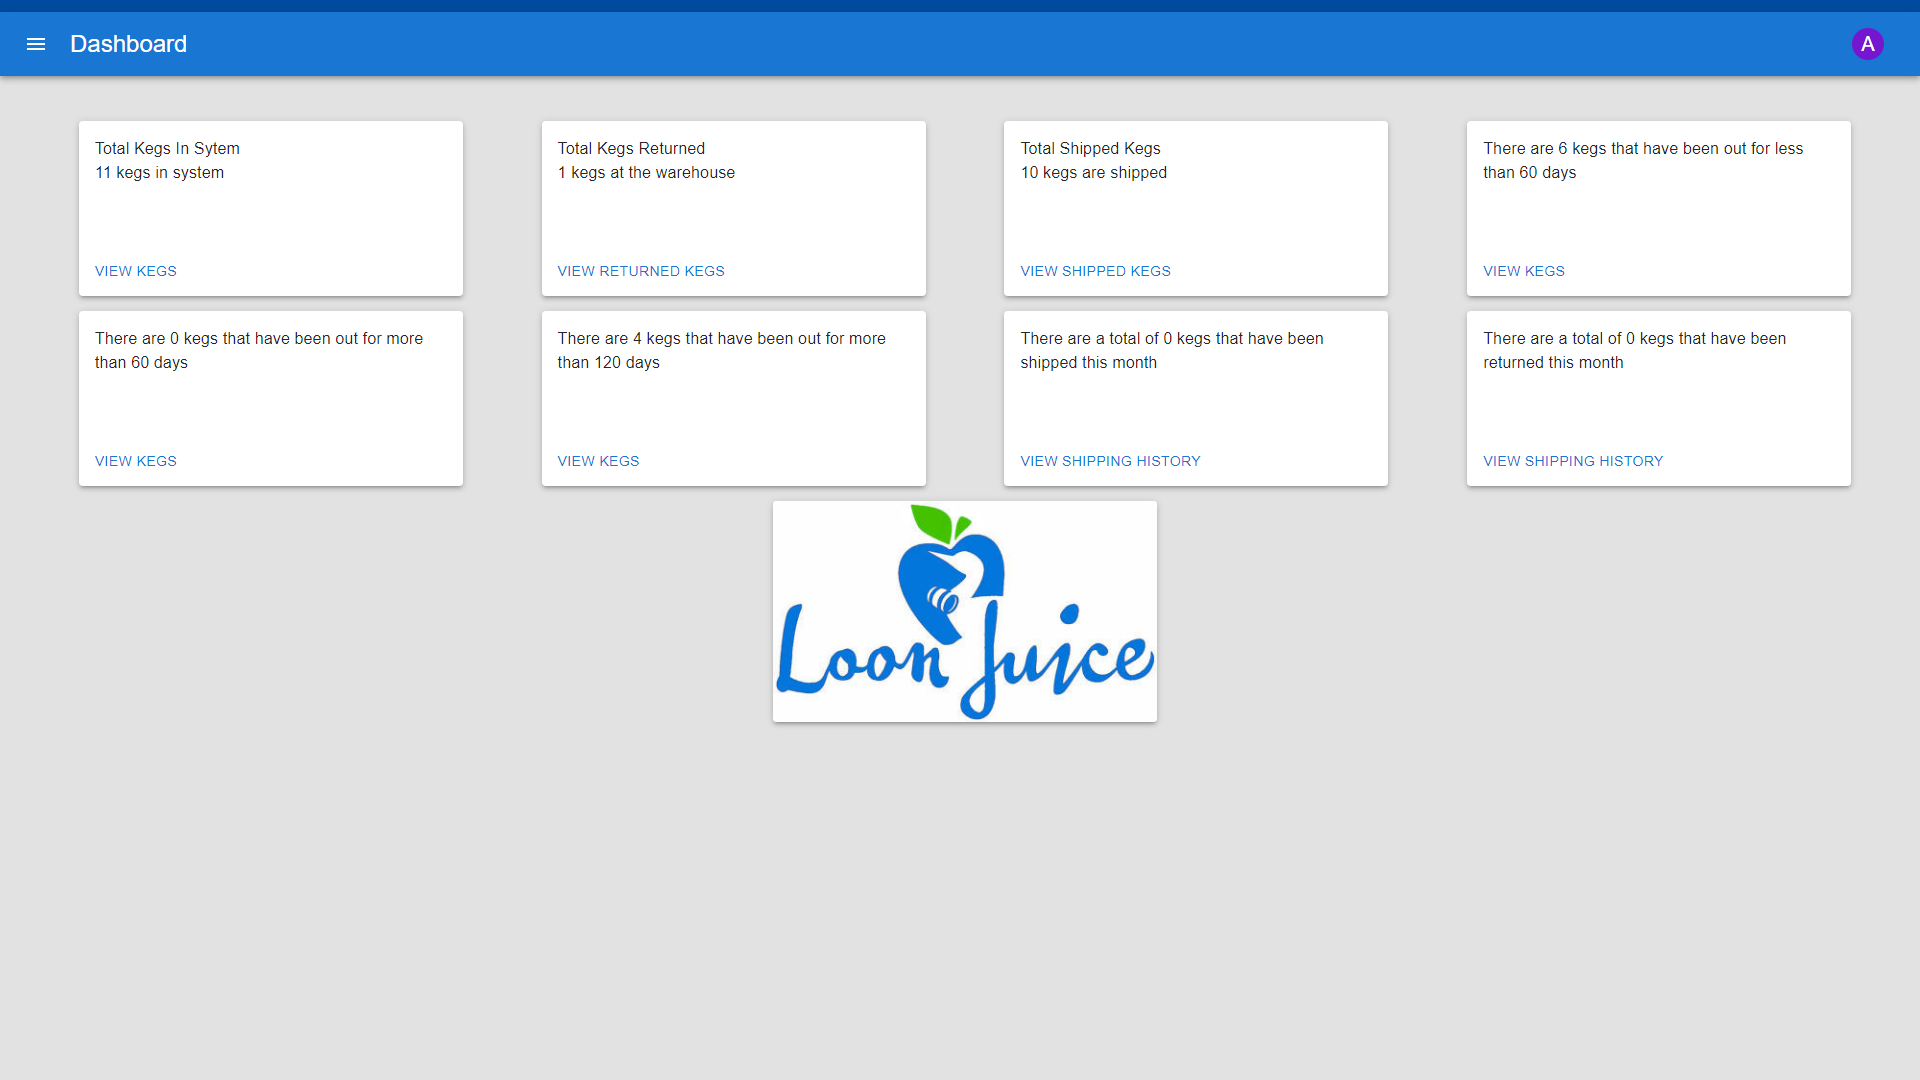 Dashboard
A
Total Kegs In Sytem
11 kegs in system
VIEW KEGS
Total Kegs Returned
1 kegs at the warehouse
VIEW RETURNED KEGS
Total Shipped Kegs
10 kegs are shipped
VIEW SHIPPED KEGS
There are 6 kegs that have been out for less
than 60 days
VIEW KEGS
There are 0 kegs that have been out for more
than 60 days
VIEW KEGS
There are 4 kegs that have been out for more
than 120 days
VIEW KEGS
There are a total of 0 kegs that have been
shipped this month
VIEW SHIPPING HISTORY
There are a total of 0 kegs that have been
returned this month
VIEW SHIPPING HISTORY
Loon Juice